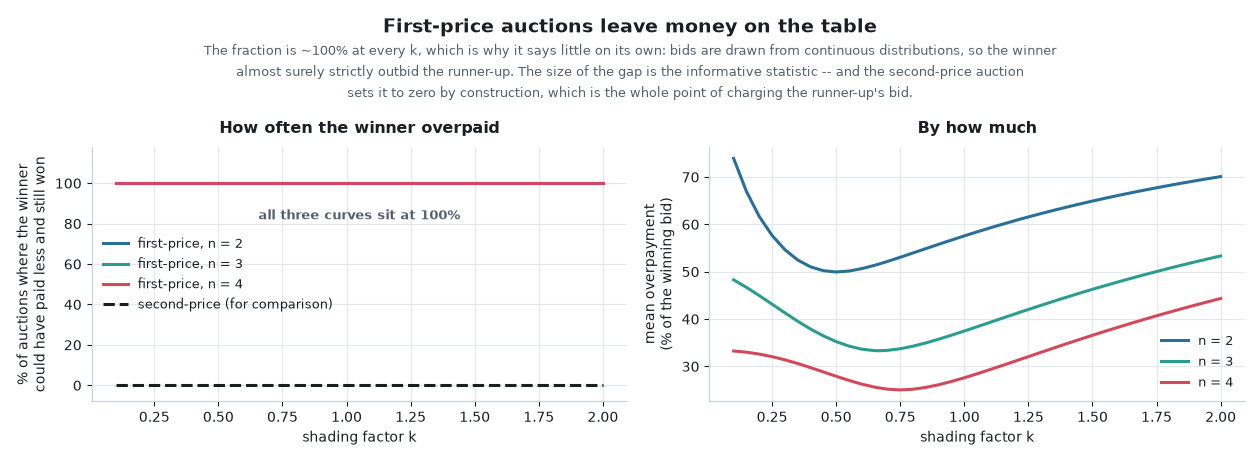 First-price auctions leave money on the table
The fraction is ~100% at every k, which is why it says little on its own: bids are drawn from continuous distributions, so the winner
almost surely strictly outbid the runner-up. The size of the gap is the informative statistic -- and the second-price auction
sets it to zero by construction, which is the whole point of charging the runner-up's bid.
How often the winner overpaid
% of auctions where the winner
could have paid less and still won
100
80
60
40
20
0
all three curves sit at 100%
first-price, n = 2
first-price, n = 3
first-price, n = 4
second-price (for comparison)
0.25 0.50 0.75 1.00 1.25 1.50 1.75 2.00
shading factor k
By how much
mean overpayment
(% of the winning bid)
70
60
50
40
30
n = 2
n = 3
n = 4
0.25 0.50 0.75 1.00 1.25 1.50 1.75 2.00
shading factor k